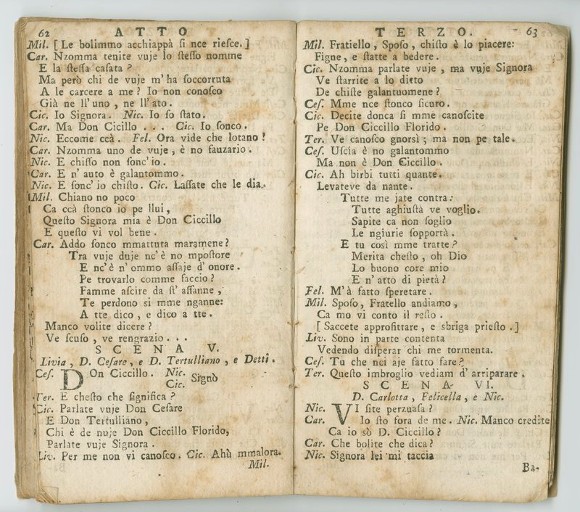 62 ATTO
Mil. [ Le bolimmo acchiappà si nce riesce. ]
Car. Nzomma tenite vuje lo stesso nomme
E la stessa casata?
Ma però chi de vuje m'ha soccorruta
A le carcere a me? Io non conosco
Già ne ll'uno, ne ll'ato.
Cic. Io Signora. Nic. Io so stato.
Car. Ma Don Cicillo . . . Cic. Io sonco.
Nic. Eccome ccà. Fel. Ora vide che lotano!
Car. Nzomma uno de vuje, è no fauzario.
Nic. E chisso non sonc'io.
Car. E n'auto è galantommo.
Nic. E sonc'io chisto. Cic. Lassate che le dia.
Mil. Chiano no poco
Ca ccà stonco io pe llui,
Questo Signora mia è Don Ciccillo
E questo vi vol bene.
Car. Addo sonco mmattuta maramene?
Tra vuje duje nc'è no mpostore
E nc'è n'ommo assaje d'onore.
Pe trovarlo comme faccio?
Famme ascire da st'affanne,
Te perdono si mme nganne:
A tte dico, e dico a tte.
Manco volite dicere?
Ve scuso, ve rengrazio . . .
SCENA V.
Livia, D. Cesare, e D. Tertulliano, e Detti.
Ces. DOn Ciccillo. Nic.
Cic. Signò
Ter. E chesto che significa?
Cic. Parlate vuje Don Cesare
E Don Tertulliano,
Chi è de nuje Don Ciccillo Florido,
Parlate vuje Signora.
Liv. Per me non vi canosco. Cic. Ahù mmalora.
Mil.
TERZO. 63
Mil. Fratiello, Sposo, chisto è lo piacere:
Figne, e statte a bedere.
Cic. Nzomma parlate vuje, ma vuje Signora
Ve starrite a lo ditto
De chiste galantuomene?
Ces. Mme nce stonco sicuro.
Cic. Decite donca si mme canoscite
Pe Don Ciccillo Florido.
Ter. Ve canosco gnorsì; ma non pe tale.
Ces. Uscìa è no galantommo
Ma non è Don Ciccillo.
Cic. Ah birbi tutti quante.
Levateve da nante.
Tutte me jate contra:
Tutte aghiustà ve voglio.
Sapite ca non soglio
Le ngiurie sopportà.
E tu così mme trarte?
Merita chesto, oh Dio
Lo buono core mio
E n'atto di pietà?
Fel. M'à fatto speretare.
Mil. Sposo, Fratello andiamo,
Ca mo vi conto il resto.
[ Saccete approfittare, e sbriga priesto. ]
Liv. Sono in parte contenta
Vedendo disperar chi me tormenta.
Ces. Tu che nci aje fatto fare?
Ter. Questo imbroglio vediam d'arriparare.
SCENA VI.
D. Carlotta, Felicella, e Nic.
Nic. VI site perzuasa?
Car. Io sto fora de me. Nic. Manco credite
Ca io sò D. Ciccillo?
Car. Che bolite che dica?
Nic. Signora lei mi taccia
Ba-